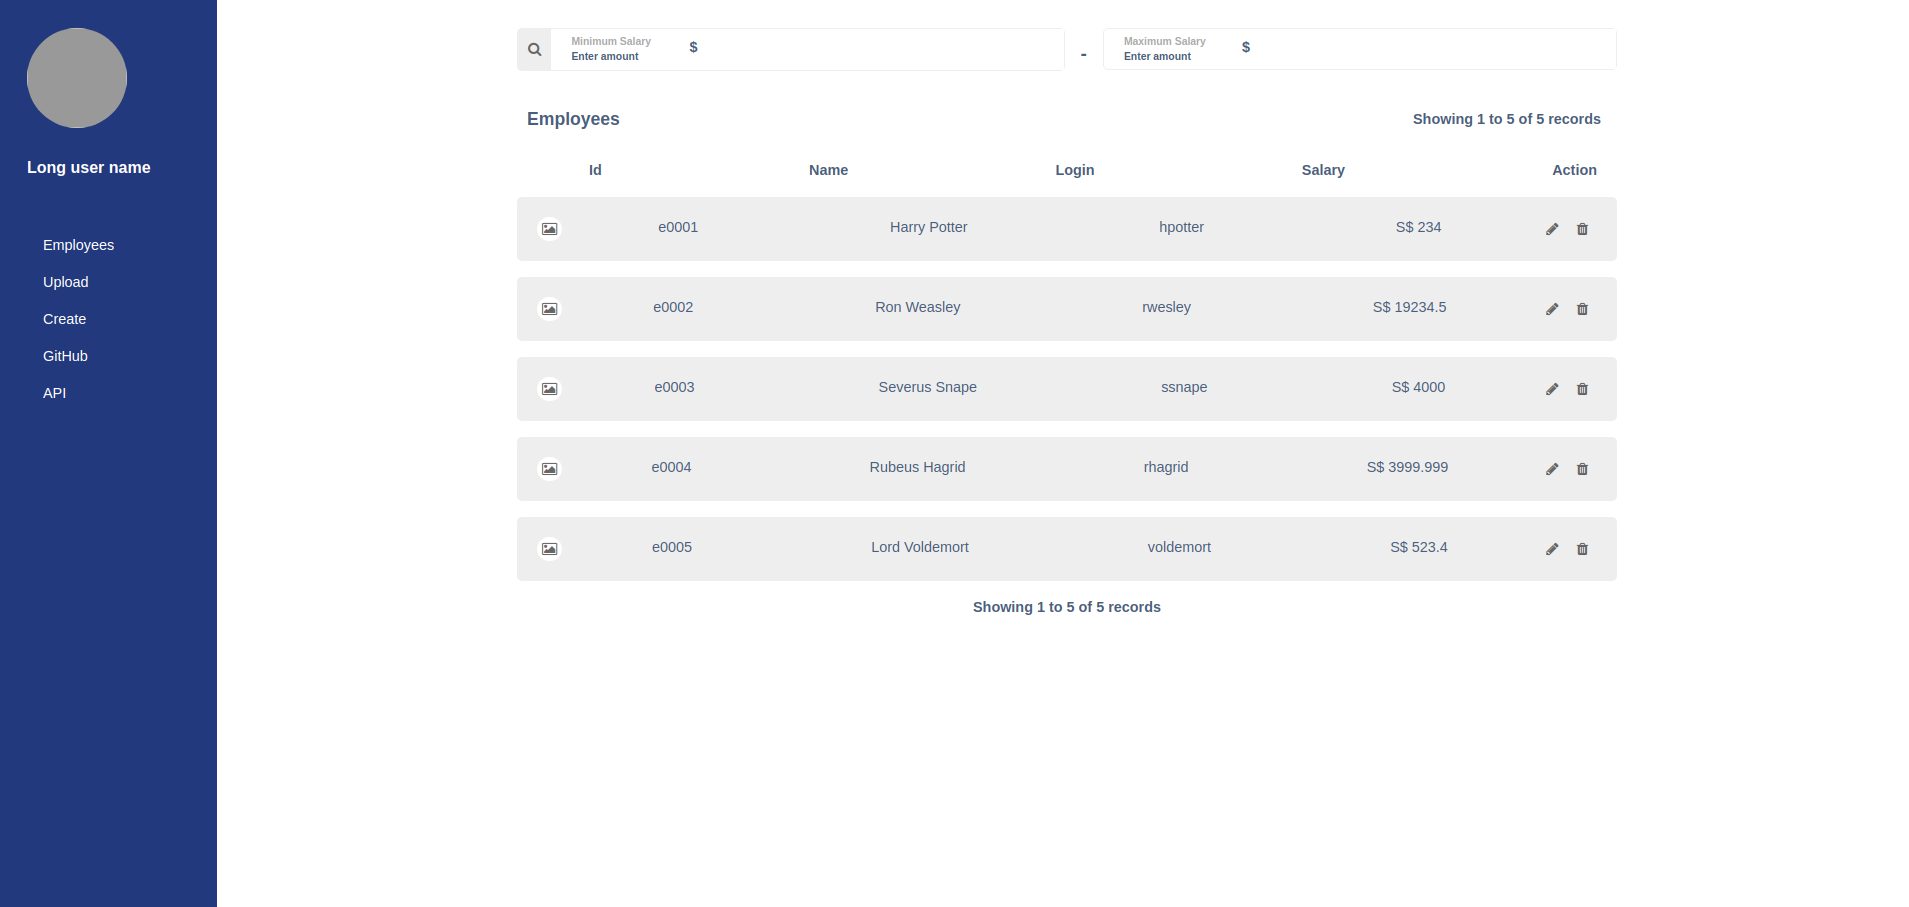 Long user name
Employees
Upload
Create
GitHub
API
Minimum Salary
Enter amount
$
-
Maximum Salary
Enter amount
$
Employees
Showing 1 to 5 of 5 records
Id Name Login Salary Action
e0001 Harry Potter hpotter S$ 234
e0002 Ron Weasley rwesley S$ 19234.5
e0003 Severus Snape ssnape S$ 4000
e0004 Rubeus Hagrid rhagrid S$ 3999.999
e0005 Lord Voldemort voldemort S$ 523.4
Showing 1 to 5 of 5 records